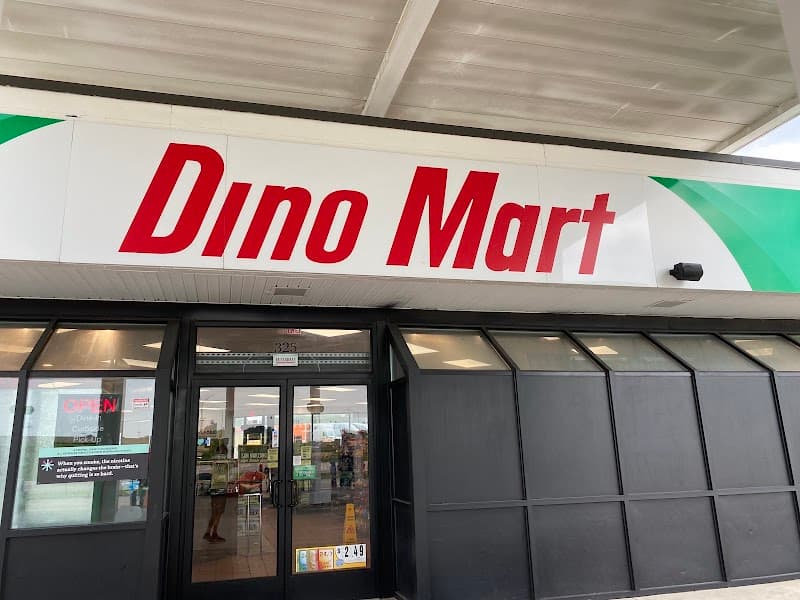 Dino Mart
325
OPEN
Curbside
Pick-Up
When you smoke, the nicotine
actually changes the brain—that's
why quitting is so hard.
$2.49